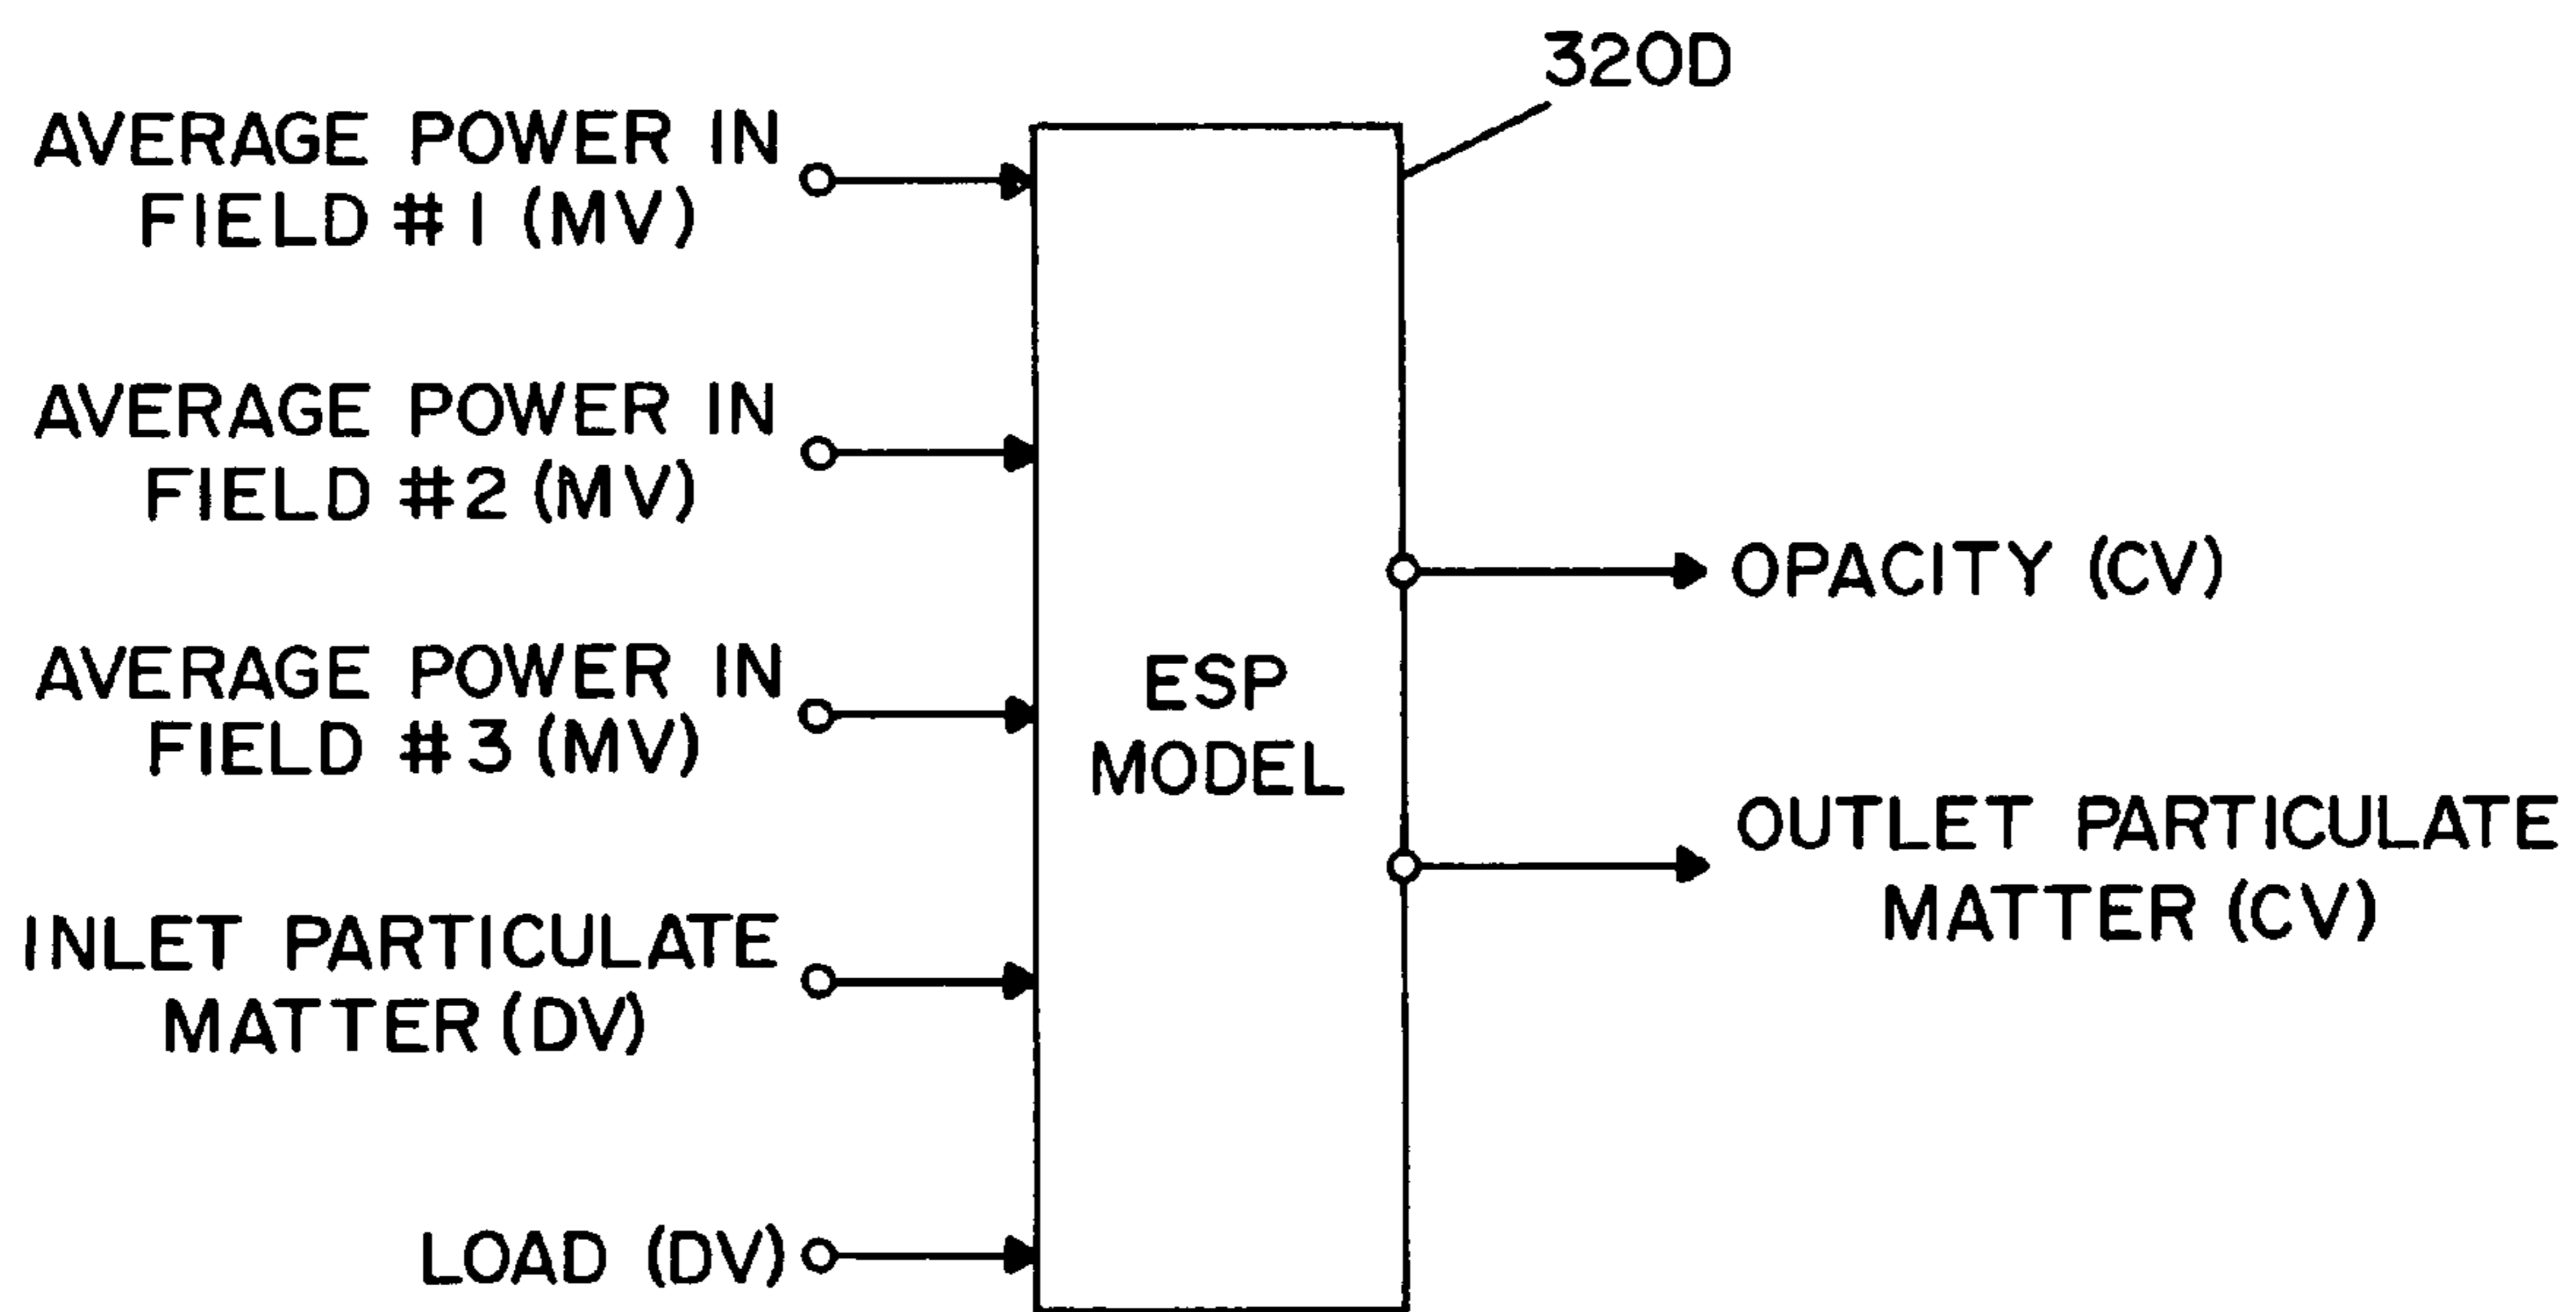 320D
AVERAGE POWER IN
FIELD #1 (MV)
AVERAGE POWER IN
FIELD #2 (MV)
AVERAGE POWER IN
FIELD #3 (MV)
INLET PARTICULATE
MATTER (DV)
LOAD (DV)
ESP
MODEL
OPACITY (CV)
OUTLET PARTICULATE
MATTER (CV)